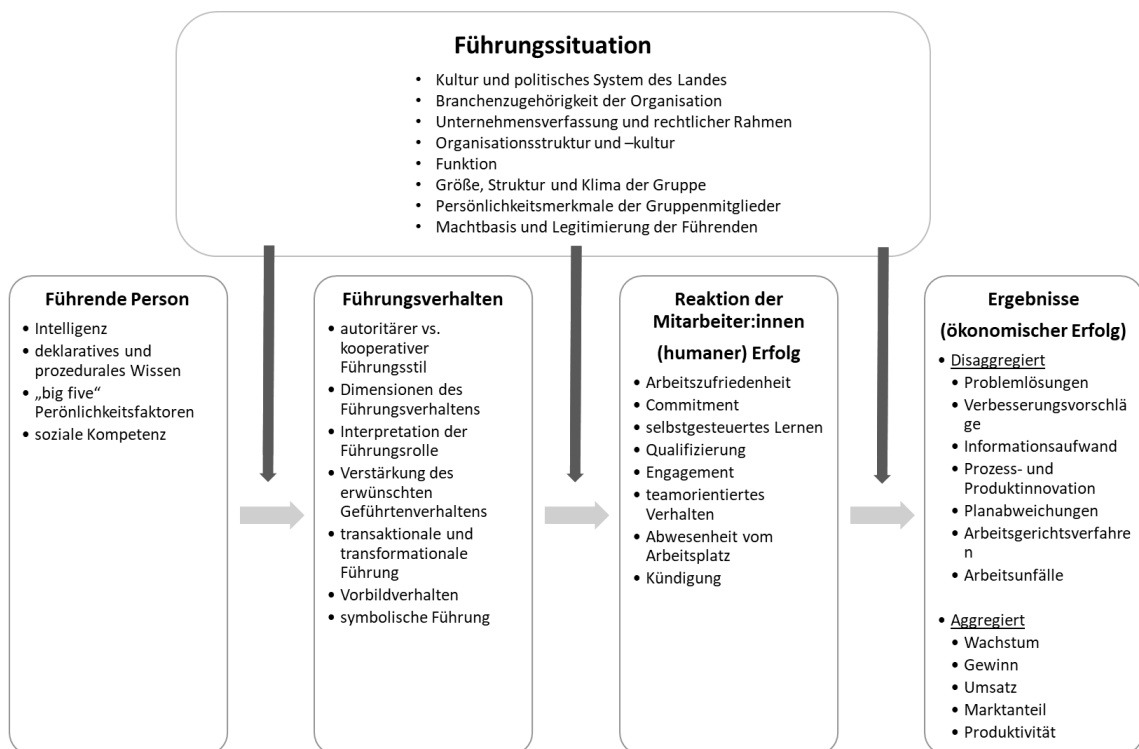 Führungssituation
• Kultur und politisches System des Landes
• Branchenzugehörigkeit der Organisation
• Unternehmensverfassung und rechtlicher Rahmen
• Organisationsstruktur und –kultur
• Funktion
• Größe, Struktur und Klima der Gruppe
• Persönlichkeitsmerkmale der Gruppenmitglieder
• Machtbasis und Legitimierung der Führenden
Führende Person
• Intelligenz
• deklaratives und
prozedurales Wissen
• „big five“
Perönlichkeitsfaktoren
• soziale Kompetenz
Führungsverhalten
• autoritärer vs.
kooperativer
Führungsstil
• Dimensionen des
Führungsverhaltens
• Interpretation der
Führungsrolle
• Verstärkung des
erwünschten
Geführtenverhaltens
• transaktionale und
transformationale
Führung
• Vorbildverhalten
• symbolische Führung
Reaktion der
Mitarbeiter:innen
(humaner) Erfolg
• Arbeitszufriedenheit
• Commitment
• selbstgesteuertes Lernen
• Qualifizierung
• Engagement
• teamorientiertes
Verhalten
• Abwesenheit vom
Arbeitsplatz
• Kündigung
Ergebnisse
(ökonomischer Erfolg)
• Disaggregiert
• Problemlösungen
• Verbesserungsvorschlä
ge
• Informationsaufwand
• Prozess- und
Produktinnovation
• Planabweichungen
• Arbeitsgerichtsverfahre
n
• Arbeitsunfälle
• Aggregiert
• Wachstum
• Gewinn
• Umsatz
• Marktanteil
• Produktivität